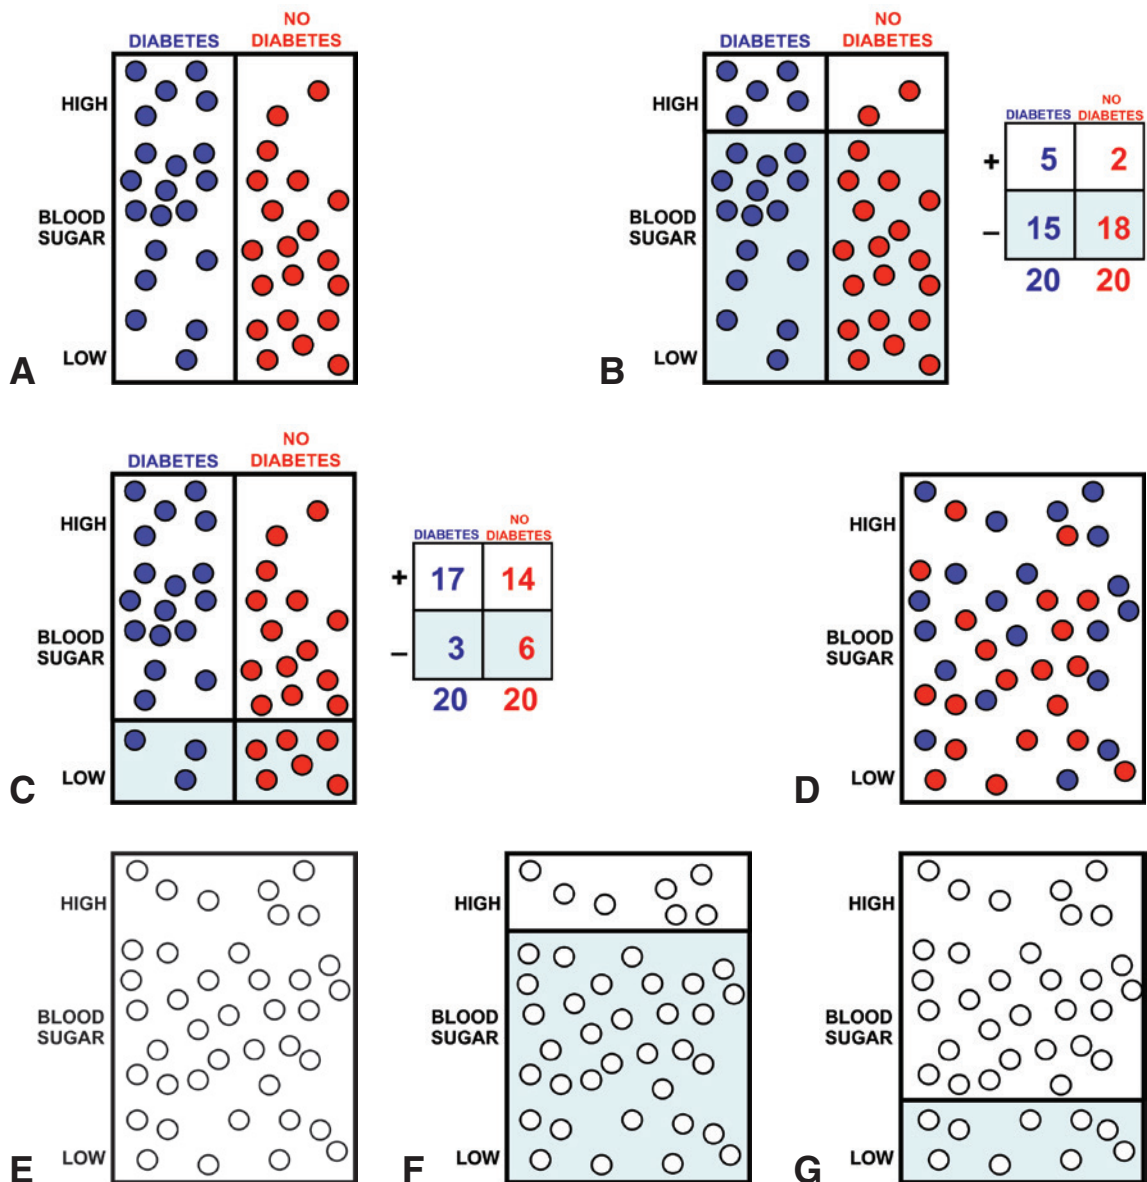 NO
DIABETES DIABETES
HIGH
BLOOD
SUGAR
LOW
A
NO
DIABETES DIABETES
HIGH
BLOOD
SUGAR
LOW
B
NO
DIABETES DIABETES
+ 5 2
– 15 18
20 20
NO
DIABETES DIABETES
HIGH
BLOOD
SUGAR
LOW
C
NO
DIABETES DIABETES
+ 17 14
– 3 6
20 20
HIGH
BLOOD
SUGAR
LOW
D
HIGH
BLOOD
SUGAR
LOW
E
HIGH
BLOOD
SUGAR
LOW
F
HIGH
BLOOD
SUGAR
LOW
G